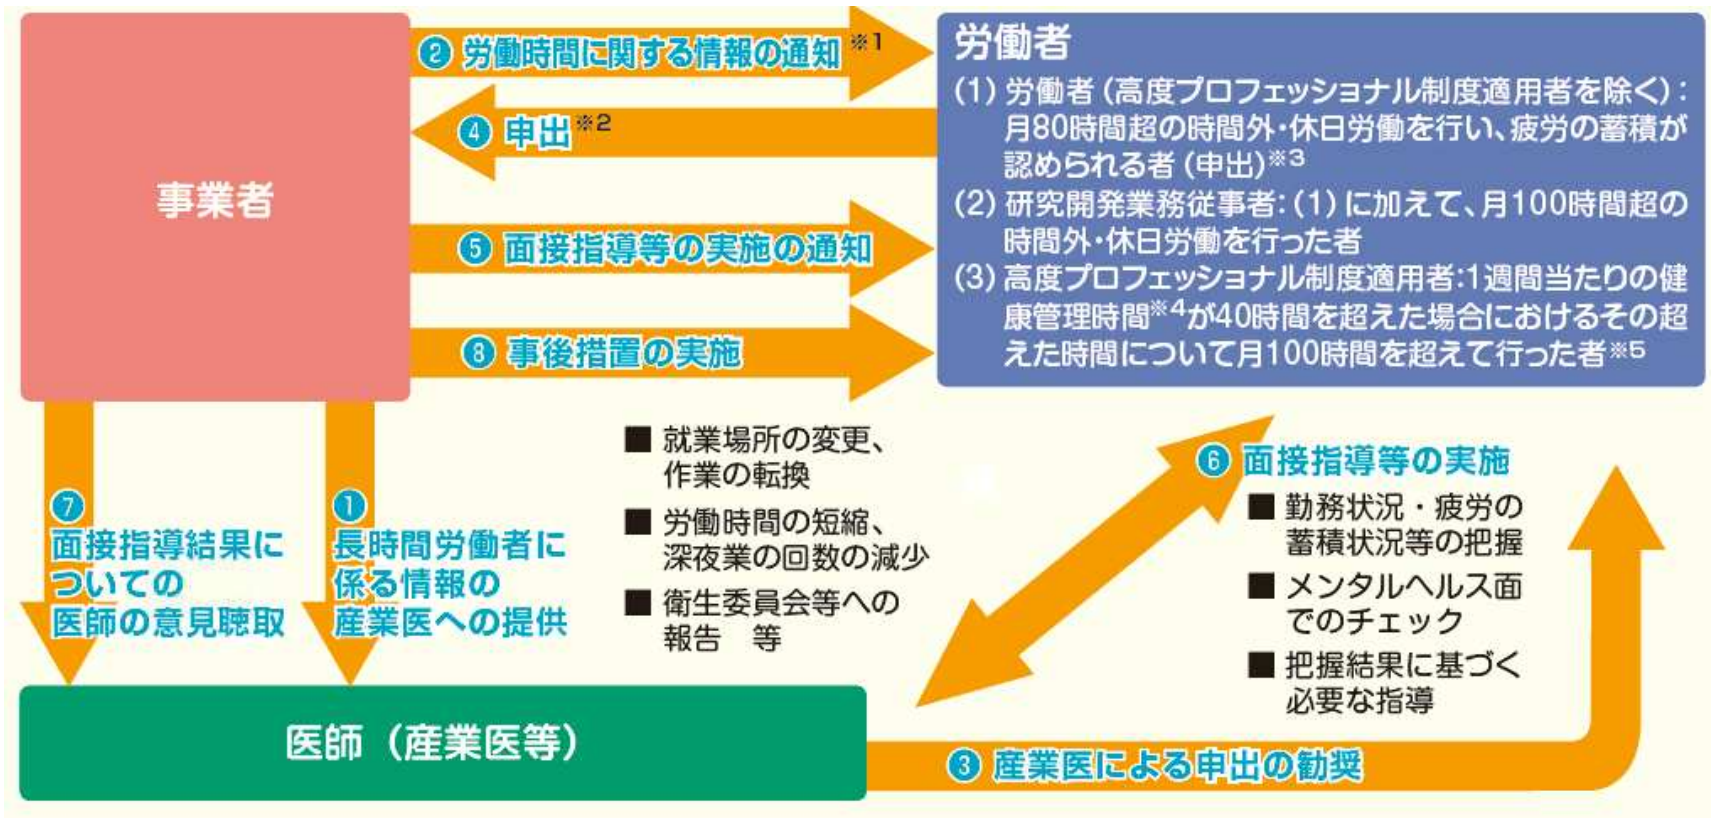 事業者
❷ 労働時間に関する情報の通知※1
❹ 申出※2
❺ 面接指導等の実施の通知
❽ 事後措置の実施
労働者
(1) 労働者(高度プロフェッショナル制度適用者を除く):
月80時間超の時間外・休日労働を行い、疲労の蓄積が
認められる者(申出)※3
(2) 研究開発業務従事者:(1)に加えて、月100時間超の
時間外・休日労働を行った者
(3) 高度プロフェッショナル制度適用者:1週間当たりの健
康管理時間※4が40時間を超えた場合におけるその超
えた時間について月100時間を超えて行った者※5
❼
面接指導結果に
ついての
医師の意見聴取
❶
長時間労働者に
係る情報の
産業医への提供
■ 就業場所の変更、
作業の転換
■ 労働時間の短縮、
深夜業の回数の減少
■ 衛生委員会等への
報告 等
❻ 面接指導等の実施
■ 勤務状況・疲労の
蓄積状況等の把握
■ メンタルヘルス面
でのチェック
■ 把握結果に基づく
必要な指導
医師(産業医等)
❸ 産業医による申出の勧奨